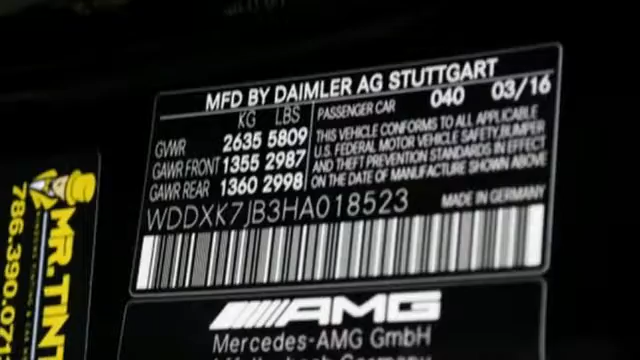 MFD BY DAIMLER AG STUTTGART
KG LBS
PASSENGER CAR 040 03/16
GVWR 2635 5809
GAWR FRONT 1355 2987
GAWR REAR 1360 2998
THIS VEHICLE CONFORMS TO ALL APPLICABLE
U.S. FEDERAL MOTOR VEHICLE SAFETY, BUMPER
AND THEFT PREVENTION STANDARDS IN EFFECT
ON THE DATE OF MANUFACTURE SHOWN ABOVE
WDDXK7JB3HA018523
MADE IN GERMANY
AMG
Mercedes-AMG GmbH
Germany
MR.TINT
786.390.071